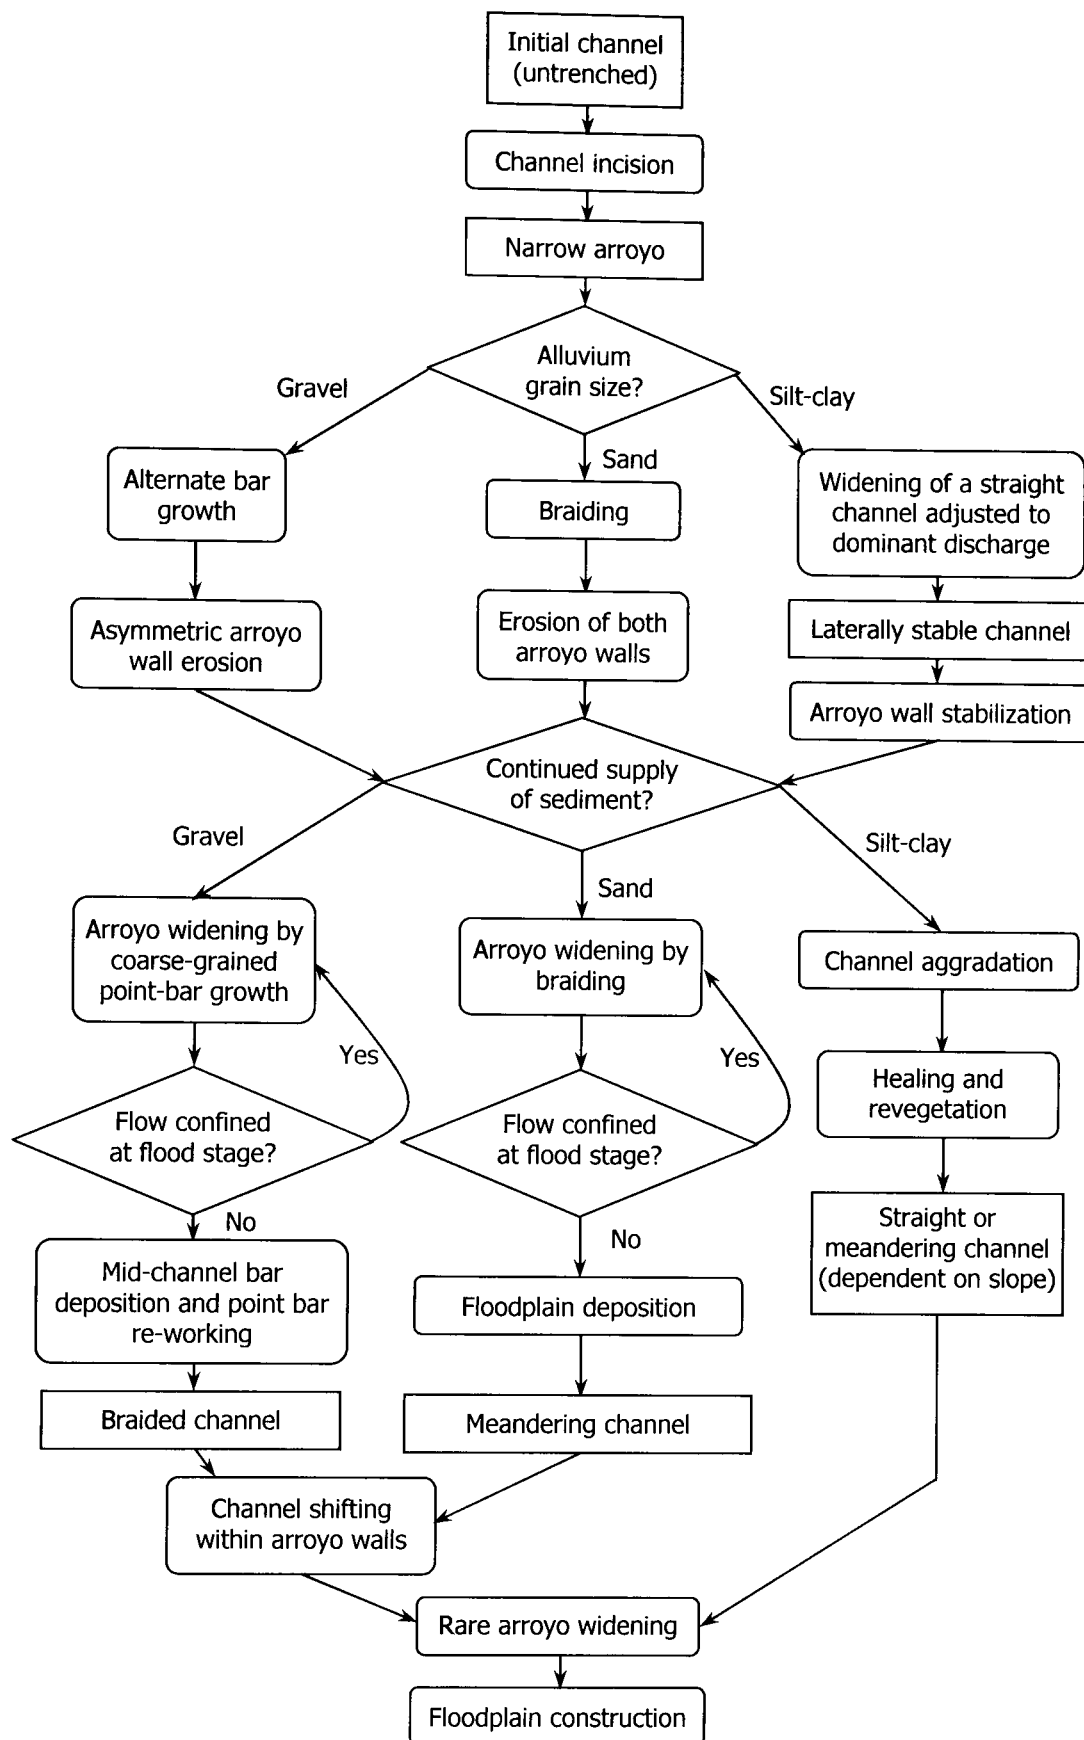 Initial channel
(untrenched)
Channel incision
Narrow arroyo
Alluvium
grain size?
Gravel
Silt-clay
Sand
Alternate bar
growth
Braiding
Widening of a straight
channel adjusted to
dominant discharge
Asymmetric arroyo
wall erosion
Erosion of both
arroyo walls
Laterally stable channel
Arroyo wall stabilization
Continued supply
of sediment?
Gravel
Silt-clay
Sand
Arroyo widening by
coarse-grained
point-bar growth
Arroyo widening by
braiding
Channel aggradation
Yes
Yes
Healing and
revegetation
Flow confined
at flood stage?
Flow confined
at flood stage?
No
No
Straight or
meandering channel
(dependent on slope)
Mid-channel bar
deposition and point bar
re-working
Floodplain deposition
Braided channel
Meandering channel
Channel shifting
within arroyo walls
Rare arroyo widening
Floodplain construction